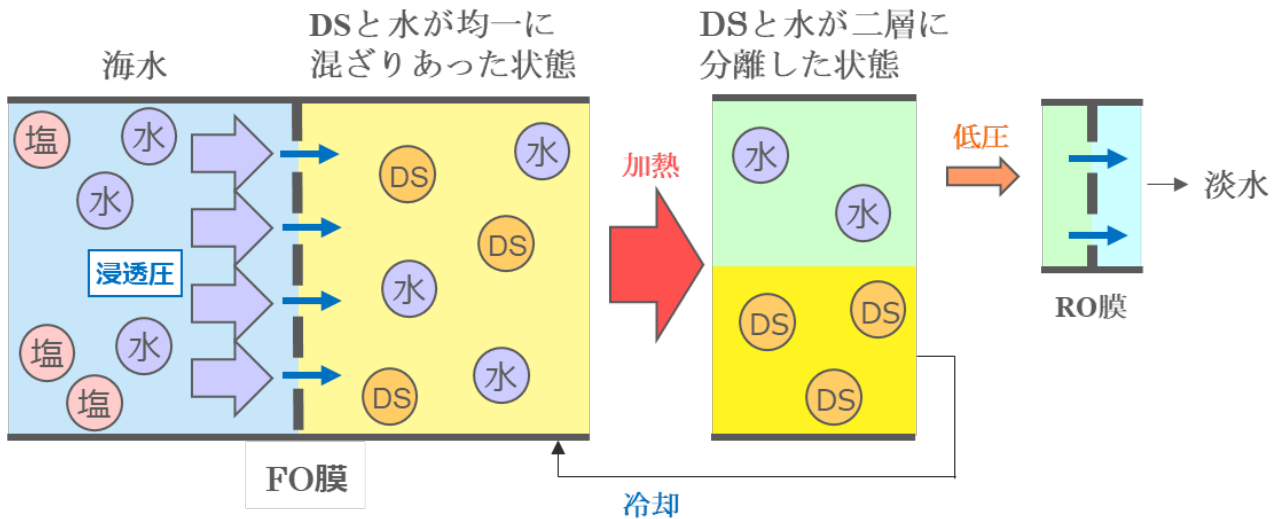 海水
DSと水が均一に
混ざりあった状態
DSと水が二層に
分離した状態
塩
水
水
浸透圧
塩
水
塩
水
DS
DS
水
DS
水
FO膜
加熱
水
水
DS
DS
DS
冷却
低圧
RO膜
淡水